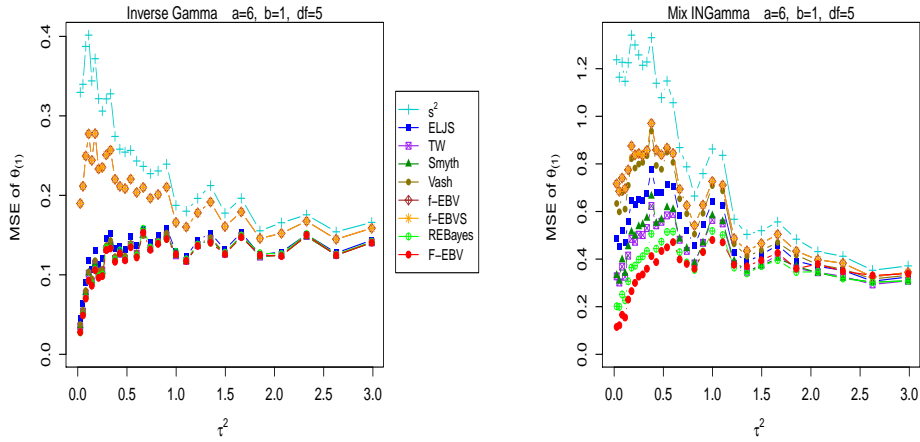 Inverse Gamma a=6, b=1, df=5
MSE of θ(1)
0.4
0.3
0.2
0.1
0.0
0.0 0.5 1.0 1.5 2.0 2.5 3.0
τ²
s²
ELJS
TW
Smyth
Vash
f-EBV
f-EBVS
REBayes
F-EBV
Mix INGamma a=6, b=1, df=5
MSE of θ(1)
1.2
1.0
0.8
0.6
0.4
0.2
0.0
0.0 0.5 1.0 1.5 2.0 2.5 3.0
τ²